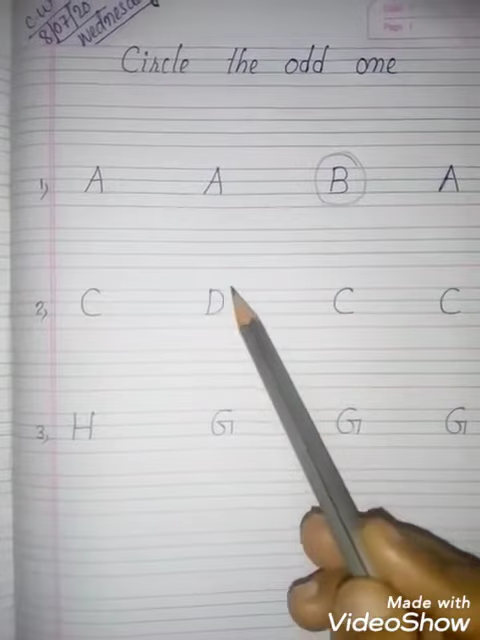 C.W
8/07/20
Wednesday
Circle the odd one
1, A A B A
2, C D C C
3, H G G G
Made with
VideoShow